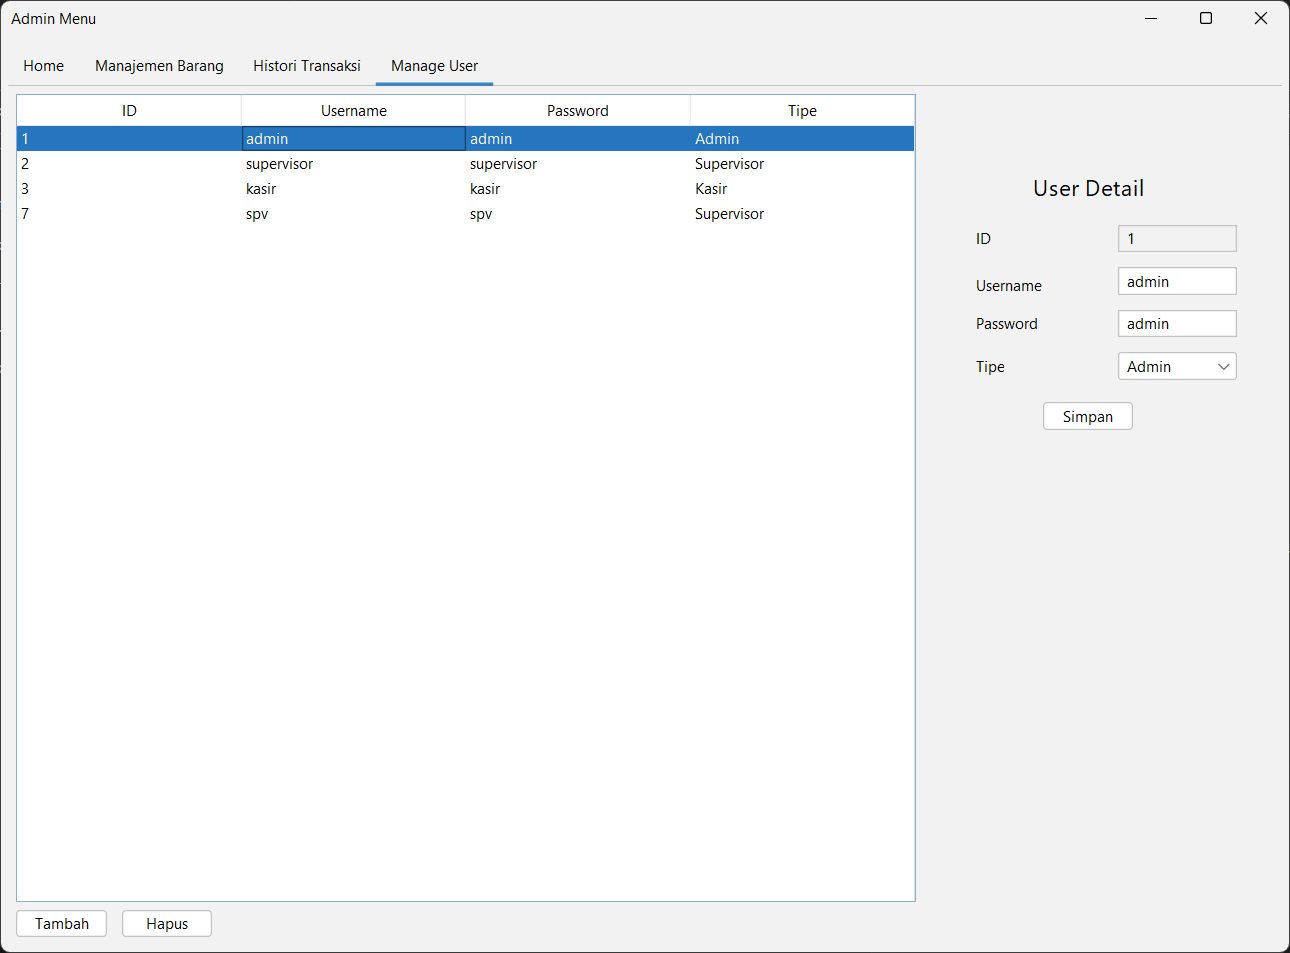 Admin Menu
Home Manajemen Barang Histori Transaksi Manage User
ID Username Password Tipe
1 admin admin Admin
2 supervisor supervisor Supervisor
3 kasir kasir Kasir
7 spv spv Supervisor
User Detail
ID 1
Username admin
Password admin
Tipe Admin
Simpan
Tambah Hapus